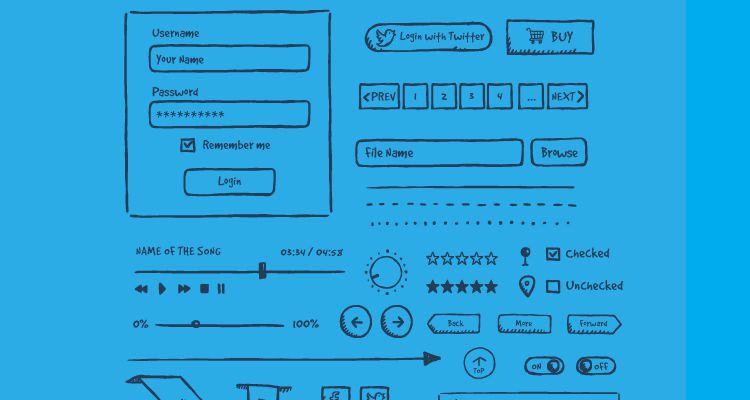 Username
Your Name
Password
**********
Remember me
Login
Login with Twitter
BUY
PREV
1
2
3
4
...
NEXT
File Name
Browse
NAME OF THE SONG
03:34 / 04:58
Checked
UnChecked
0%
100%
Back
More
Forward
TOP
ON
OFF